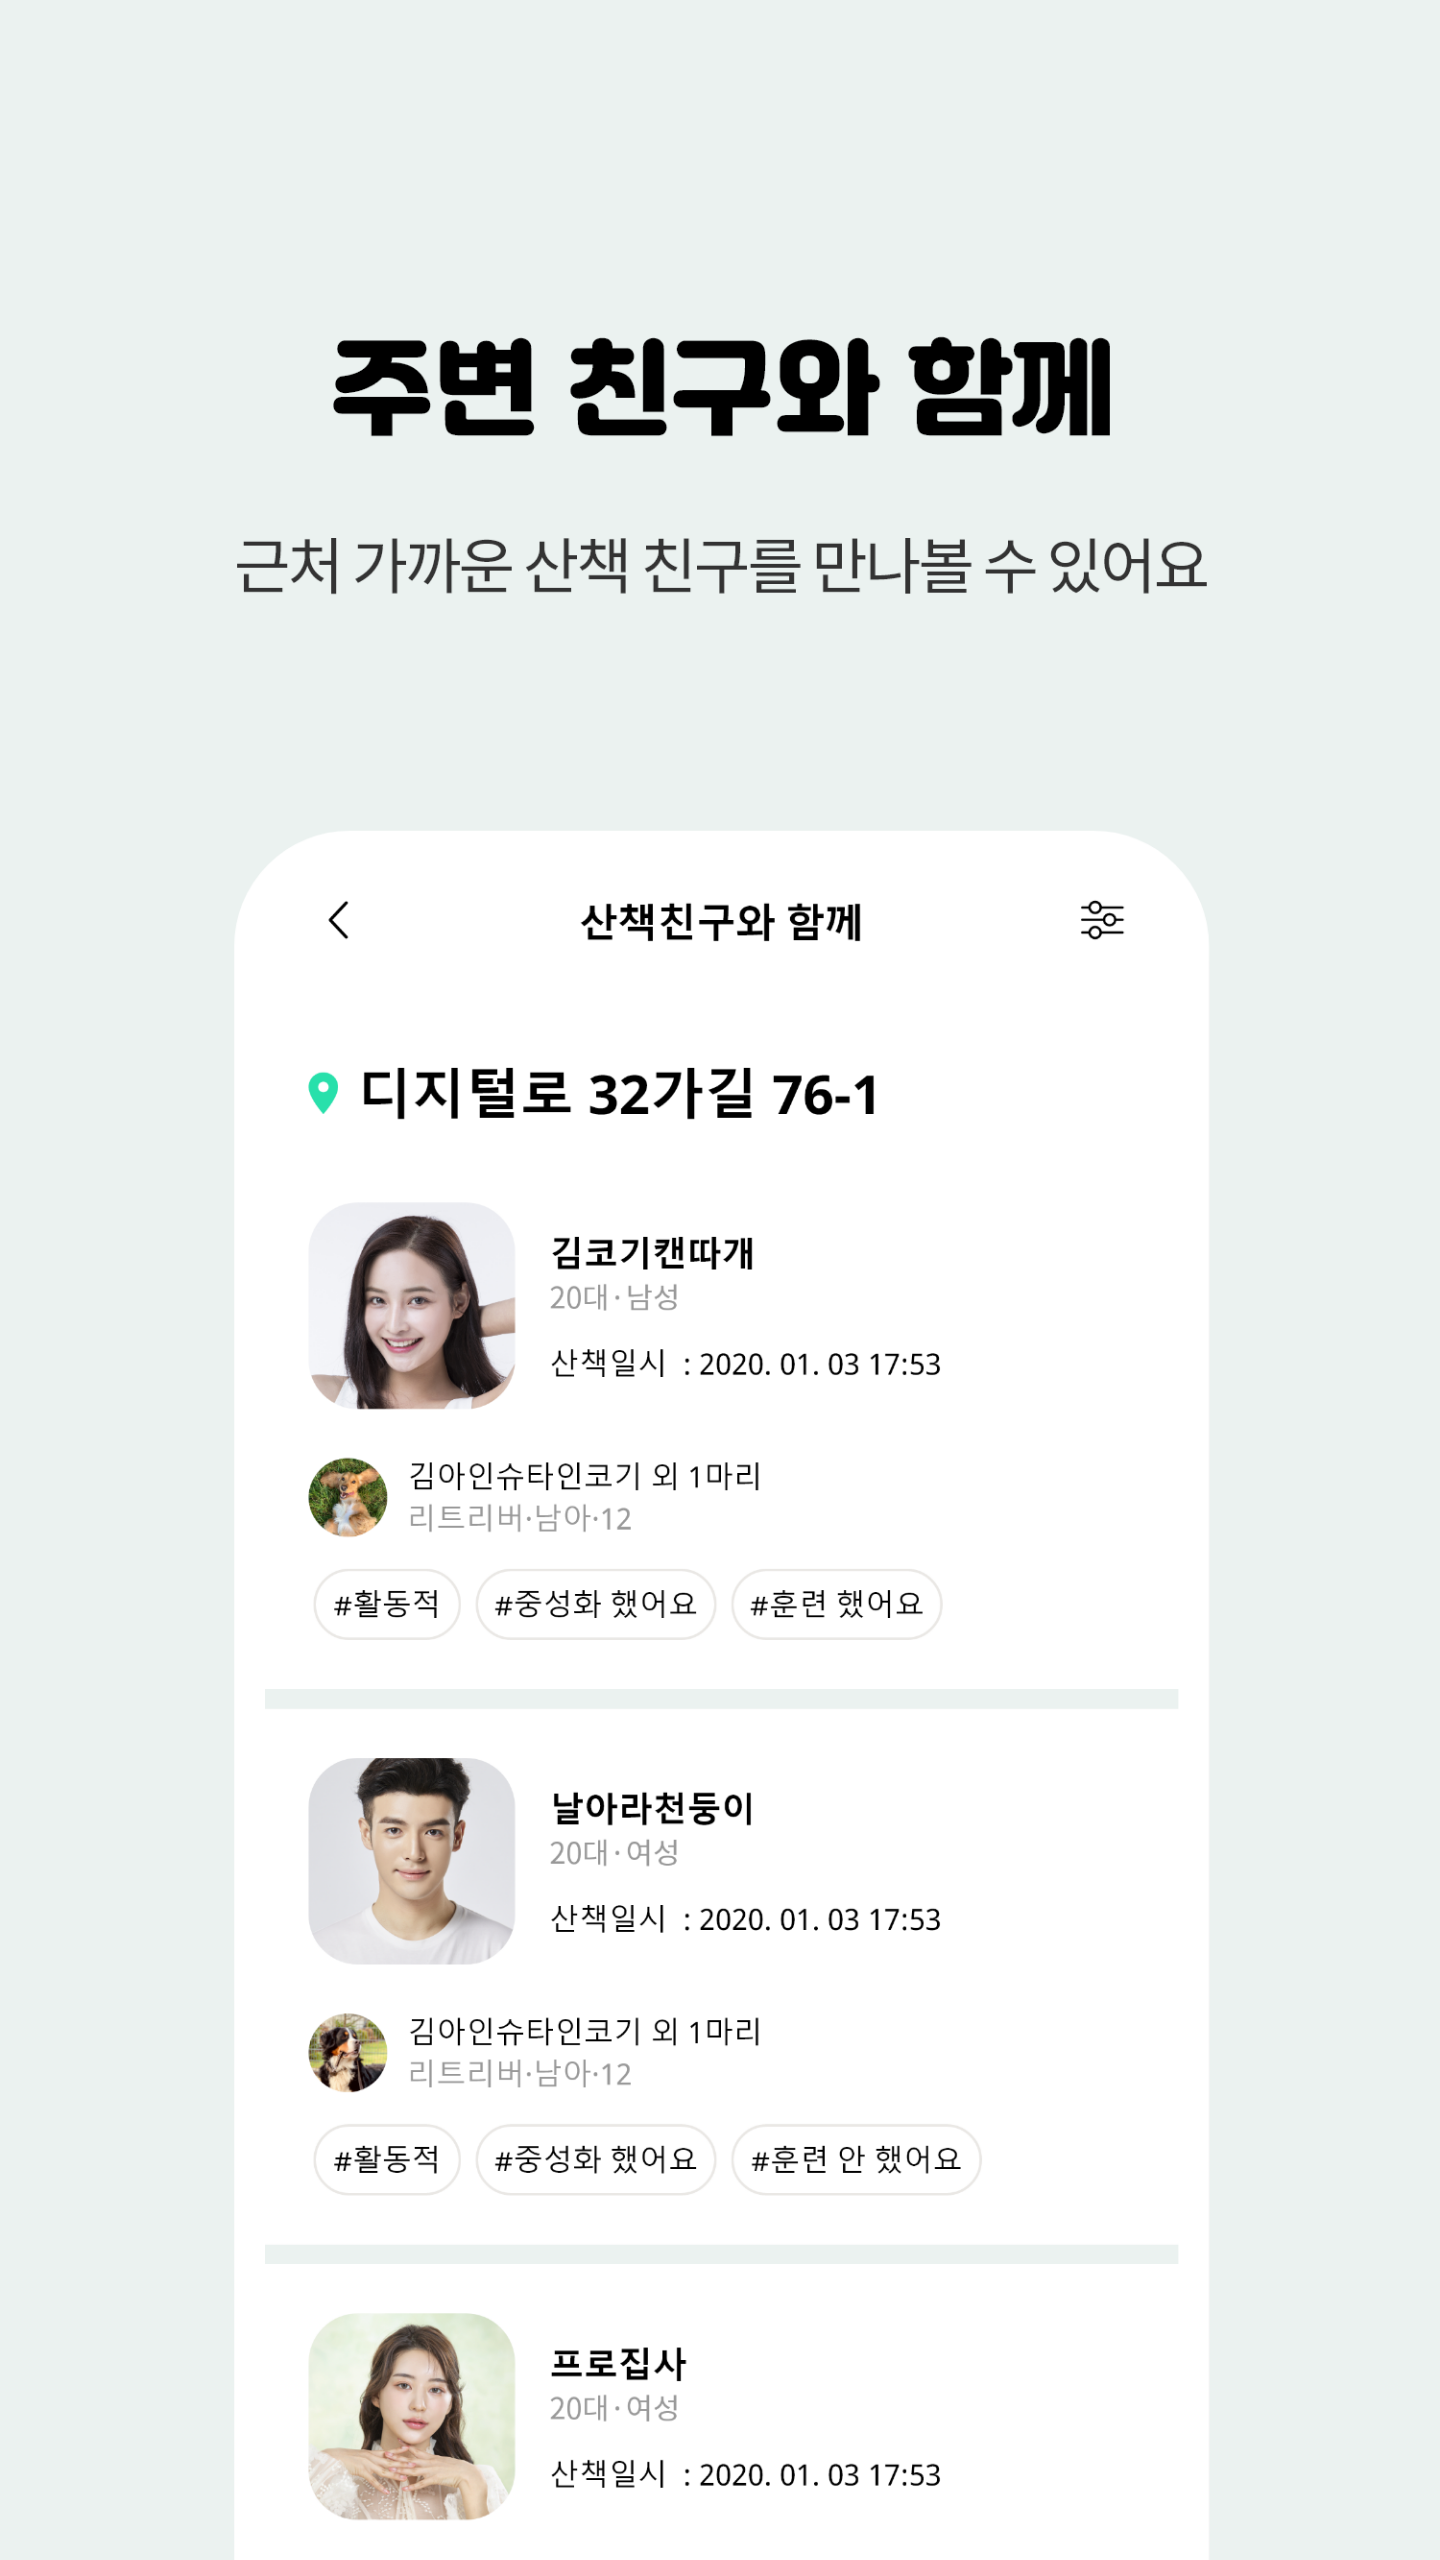 주변 친구와 함께
근처 가까운 산책 친구를 만나볼 수 있어요
산책친구와 함께
디지털로 32가길 76-1
김코기캔따개
20대·남성
산책일시 : 2020. 01. 03 17:53
김아인슈타인코기 외 1마리
리트리버·남아·12
#활동적 #중성화 했어요 #훈련 했어요
날아라천둥이
20대·여성
산책일시 : 2020. 01. 03 17:53
김아인슈타인코기 외 1마리
리트리버·남아·12
#활동적 #중성화 했어요 #훈련 안 했어요
프로집사
20대·여성
산책일시 : 2020. 01. 03 17:53